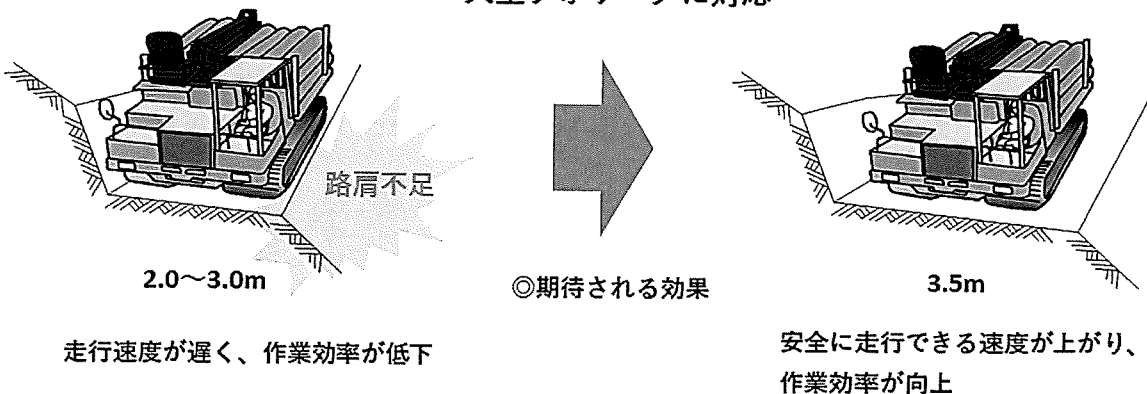 路肩不足
2.0～3.0m
◎期待される効果
3.5m
走行速度が遅く、作業効率が低下
安全に走行できる速度が上がり、
作業効率が向上